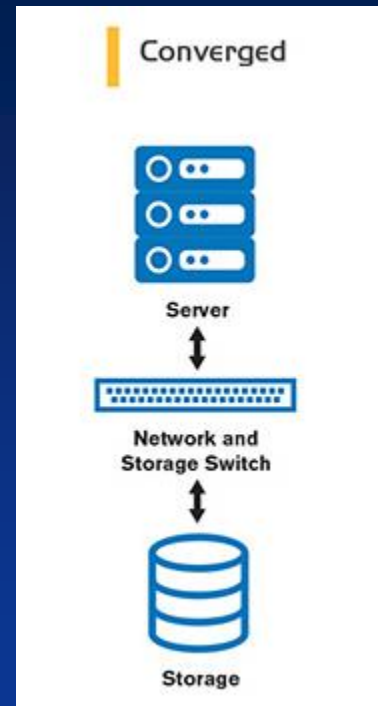 Converged
Server
Network and
Storage Switch
Storage